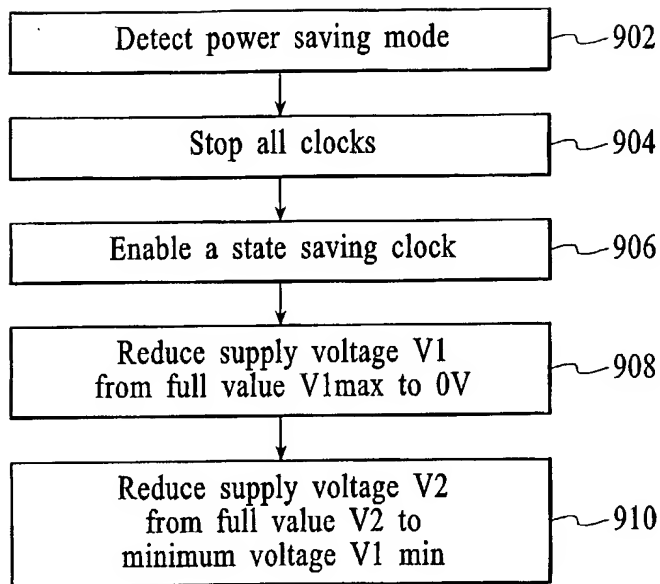 Detect power saving mode
902
Stop all clocks
904
Enable a state saving clock
906
Reduce supply voltage V1
from full value V1max to 0V
908
Reduce supply voltage V2
from full value V2 to
minimum voltage V1 min
910